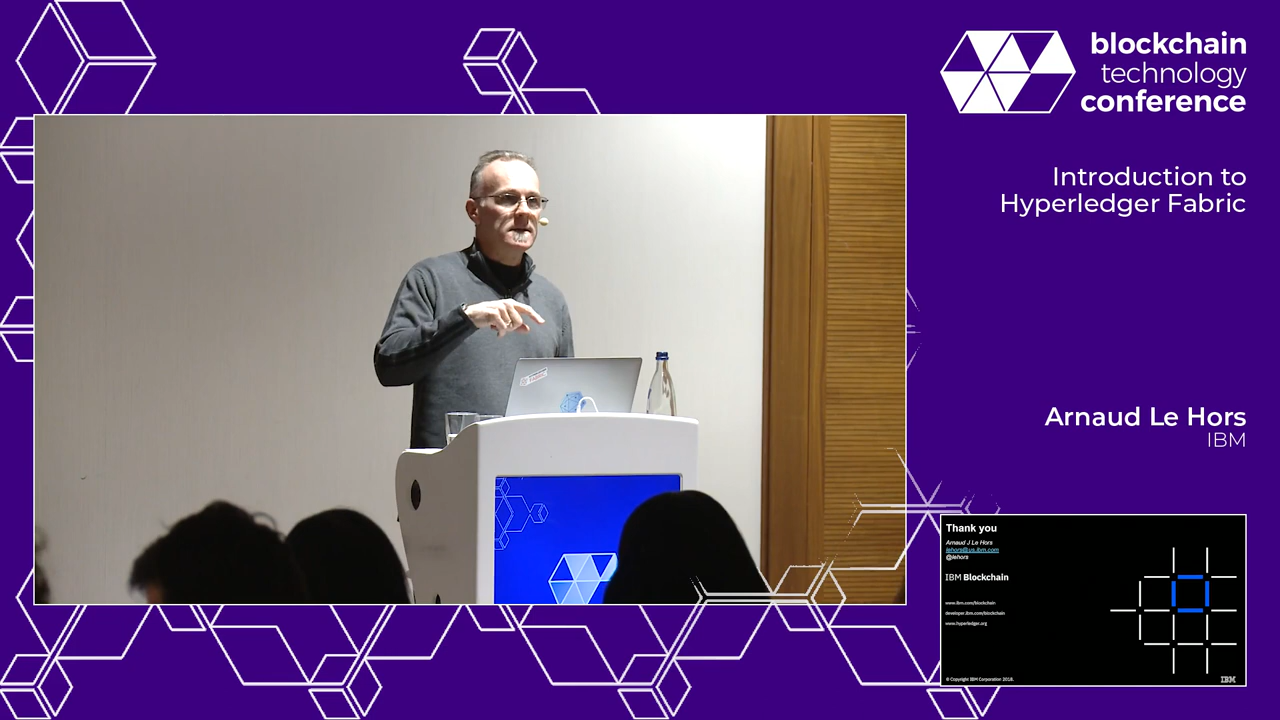 blockchain
technology
conference
Introduction to
Hyperledger Fabric
Arnaud Le Hors
IBM
Thank you
Arnaud J Le Hors
lehors@us.ibm.com
@lehors
IBM Blockchain
www.ibm.com/blockchain
developer.ibm.com/blockchain
www.hyperledger.org
© Copyright IBM Corporation 2018.
IBM